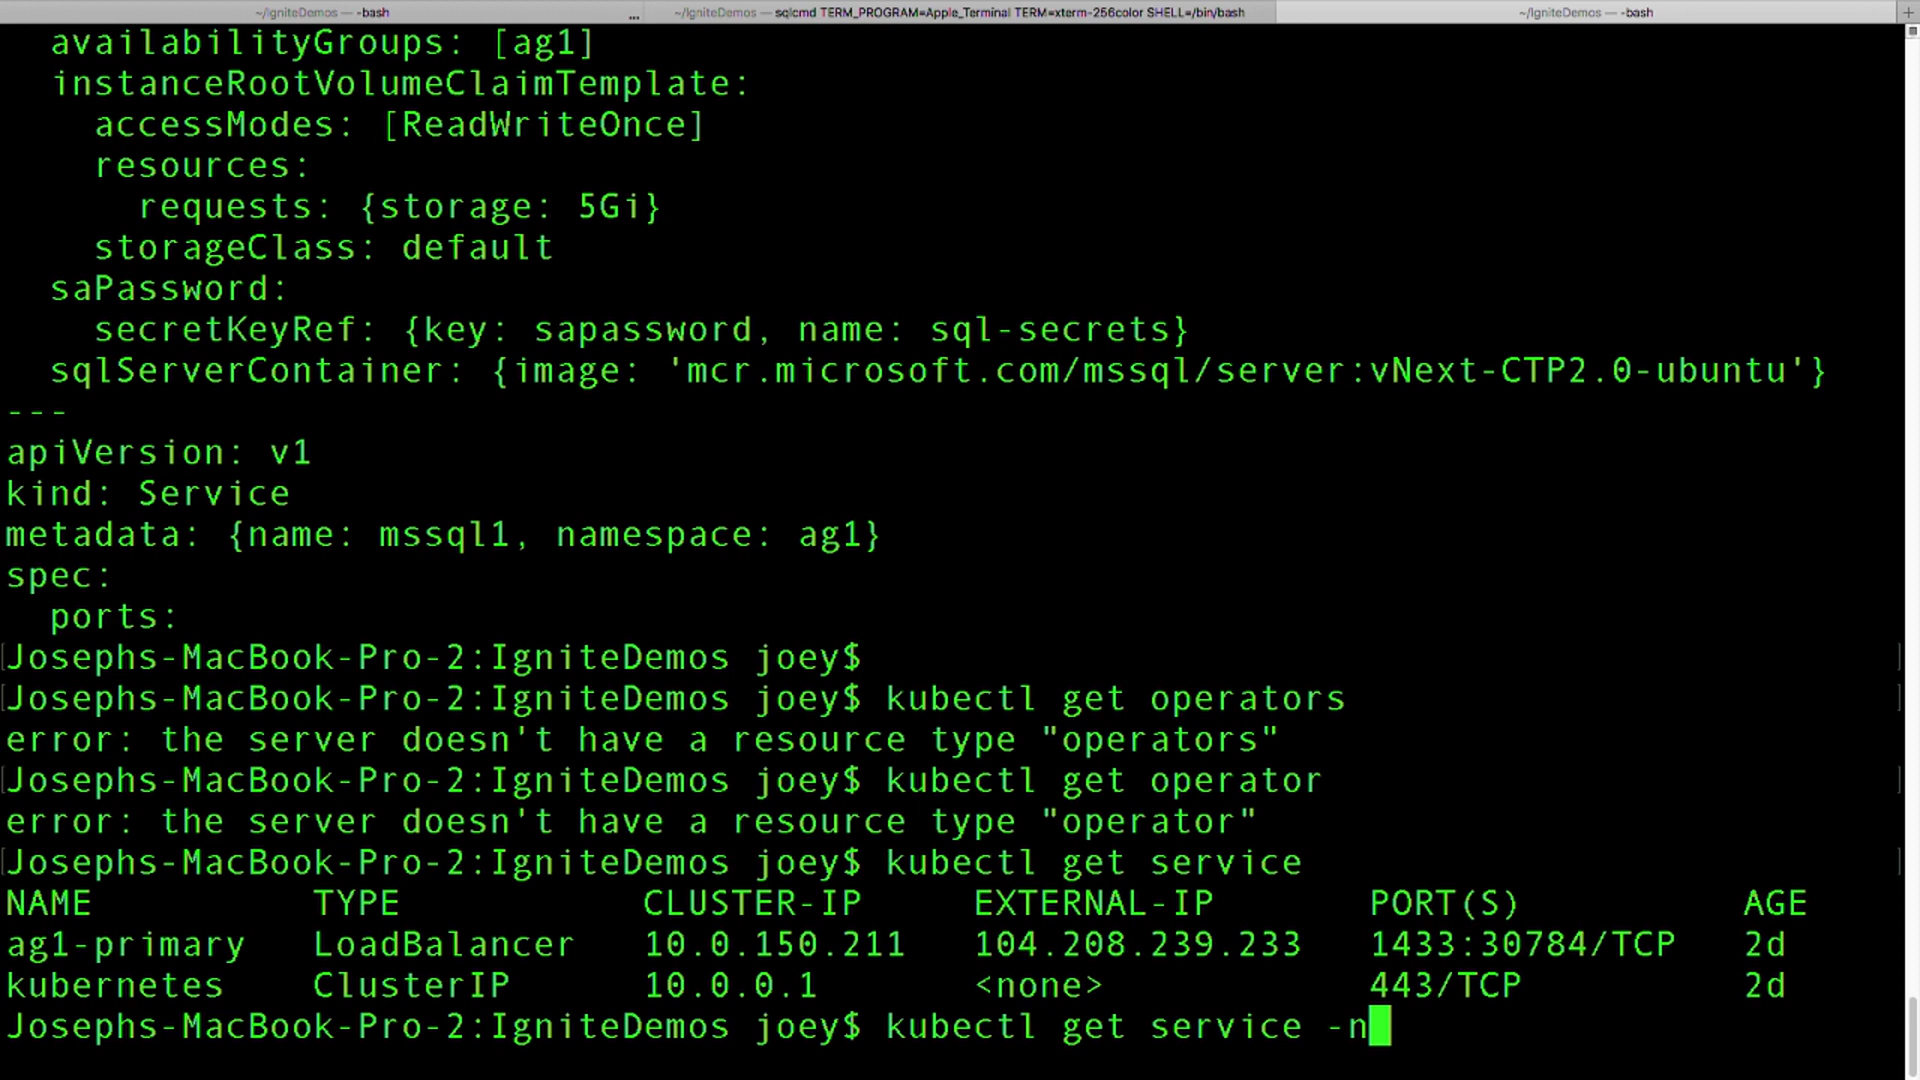 ~/IgniteDemos — -bash
... ~/IgniteDemos — sqlcmd TERM_PROGRAM=Apple_Terminal TERM=xterm-256color SHELL=/bin/bash
~/IgniteDemos — -bash +
availabilityGroups: [ag1]
instanceRootVolumeClaimTemplate:
accessModes: [ReadWriteOnce]
resources:
requests: {storage: 5Gi}
storageClass: default
saPassword:
secretKeyRef: {key: sapassword, name: sql-secrets}
sqlServerContainer: {image: 'mcr.microsoft.com/mssql/server:vNext-CTP2.0-ubuntu'}
---
apiVersion: v1
kind: Service
metadata: {name: mssql1, namespace: ag1}
spec:
ports:
[Josephs-MacBook-Pro-2:IgniteDemos joey$ ]
[Josephs-MacBook-Pro-2:IgniteDemos joey$ kubectl get operators ]
error: the server doesn't have a resource type "operators"
[Josephs-MacBook-Pro-2:IgniteDemos joey$ kubectl get operator ]
error: the server doesn't have a resource type "operator"
[Josephs-MacBook-Pro-2:IgniteDemos joey$ kubectl get service ]
NAME TYPE CLUSTER-IP EXTERNAL-IP PORT(S) AGE
ag1-primary LoadBalancer 10.0.150.211 104.208.239.233 1433:30784/TCP 2d
kubernetes ClusterIP 10.0.0.1 <none> 443/TCP 2d
Josephs-MacBook-Pro-2:IgniteDemos joey$ kubectl get service -n